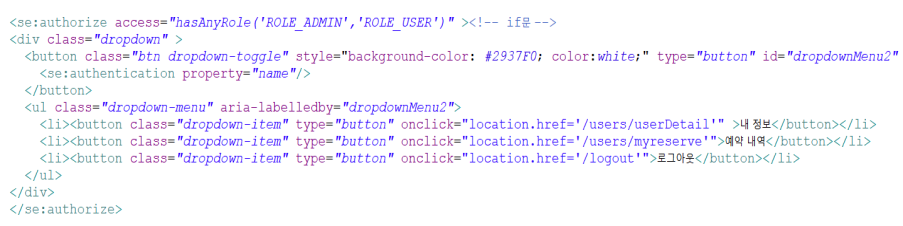 <se:authorize access="hasAnyRole('ROLE_ADMIN','ROLE_USER')" ><!-- if문 -->
<div class="dropdown" >
<button class="btn dropdown-toggle" style="background-color: #2937F0; color:white;" type="button" id="dropdownMenu2"
<se:authentication property="name"/>
</button>
<ul class="dropdown-menu" aria-labelledby="dropdownMenu2">
<li><button class="dropdown-item" type="button" onclick="location.href='/users/userDetail'" >내 정보</button></li>
<li><button class="dropdown-item" type="button" onclick="location.href='/users/myreserve'">예약 내역</button></li>
<li><button class="dropdown-item" type="button" onclick="location.href='/logout'">로그아웃</button></li>
</ul>
</div>
</se:authorize>